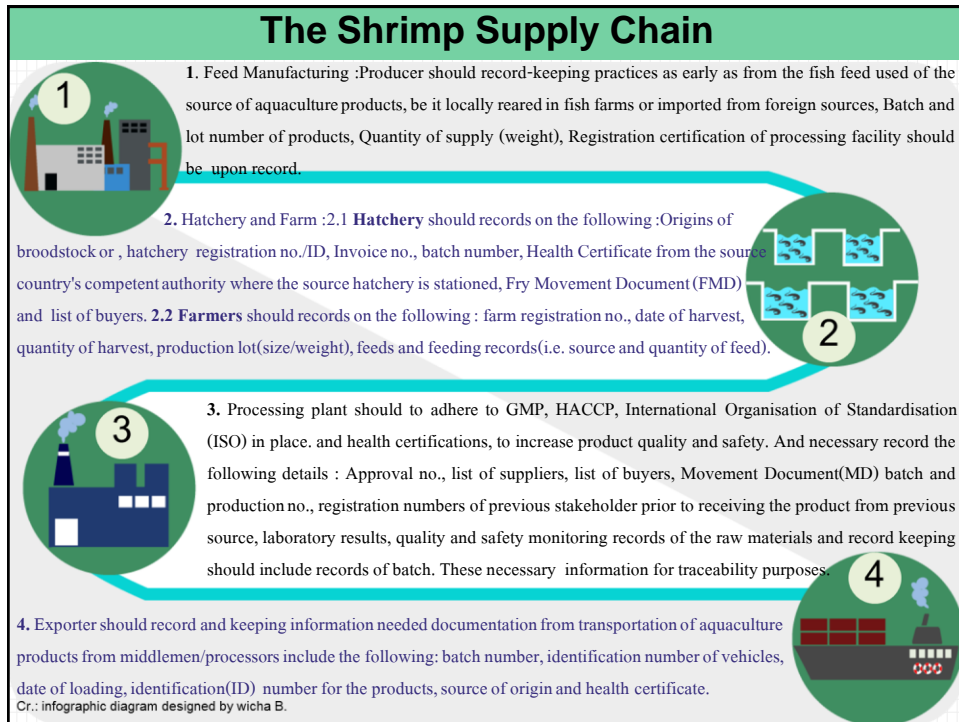 The Shrimp Supply Chain
1
1. Feed Manufacturing :Producer should record-keeping practices as early as from the fish feed used of the
source of aquaculture products, be it locally reared in fish farms or imported from foreign sources, Batch and
lot number of products, Quantity of supply (weight), Registration certification of processing facility should
be upon record.
2. Hatchery and Farm :2.1 Hatchery should records on the following :Origins of
broodstock or , hatchery registration no./ID, Invoice no., batch number, Health Certificate from the source
country's competent authority where the source hatchery is stationed, Fry Movement Document (FMD)
and list of buyers. 2.2 Farmers should records on the following : farm registration no., date of harvest,
quantity of harvest, production lot(size/weight), feeds and feeding records(i.e. source and quantity of feed).
2
3
3. Processing plant should to adhere to GMP, HACCP, International Organisation of Standardisation
(ISO) in place. and health certifications, to increase product quality and safety. And necessary record the
following details : Approval no., list of suppliers, list of buyers, Movement Document(MD) batch and
production no., registration numbers of previous stakeholder prior to receiving the product from previous
source, laboratory results, quality and safety monitoring records of the raw materials and record keeping
should include records of batch. These necessary information for traceability purposes.
4
4. Exporter should record and keeping information needed documentation from transportation of aquaculture
products from middlemen/processors include the following: batch number, identification number of vehicles,
date of loading, identification(ID) number for the products, source of origin and health certificate.
Cr.: infographic diagram designed by wicha B.